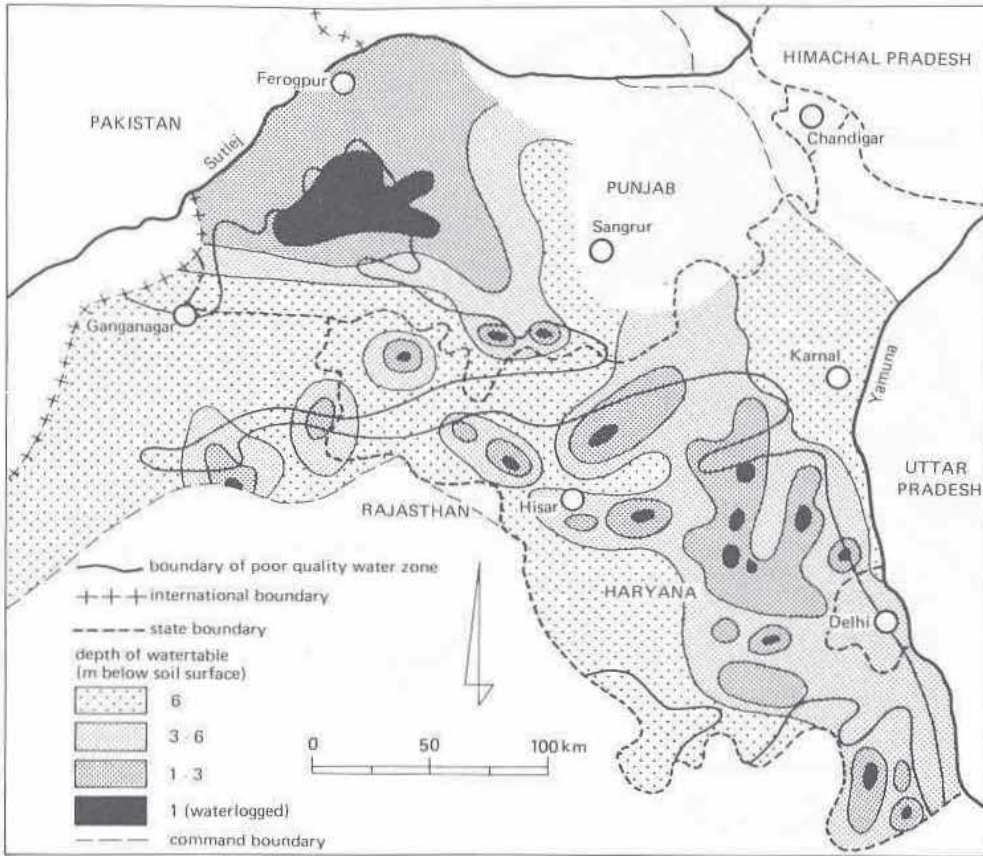 HIMACHAL PRADESH
Ferogpur
Chandigar
PAKISTAN
Sutlej
PUNJAB
Sangrur
Ganganagar
Karnal
Yamuna
UTTAR
PRADESH
RAJASTHAN
Hisar
HARYANA
Delhi
boundary of poor quality water zone
international boundary
state boundary
depth of watertable
(m below soil surface)
6
3 - 6
1 - 3
1 (waterlogged)
command boundary
0 50 100 km